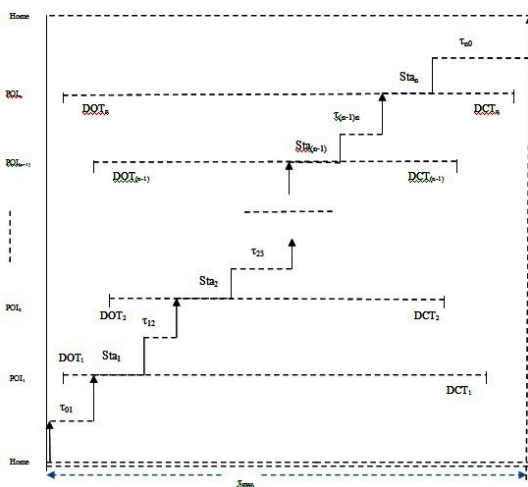 Home
τn0
Staₙ
POIₙ
DOTₙ
DCTₙ
τ(n-1)n
Sta(n-1)
DOT(n-1)
DCT(n-1)
τ23
Sta₂
POI₂
DOT₂
DCT₂
τ12
DOT₁
Sta₁
POI₁
DCT₁
τ01
Home